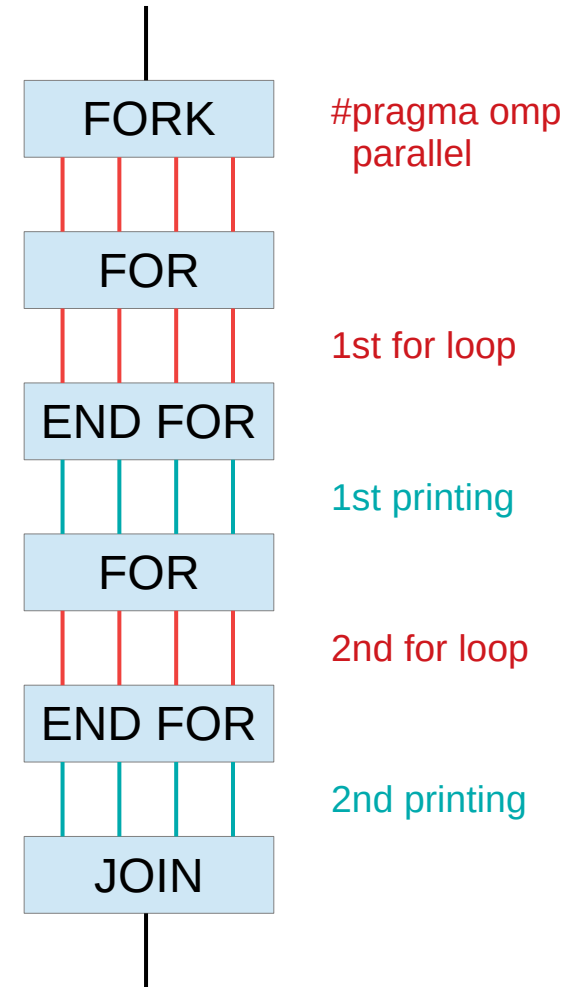 FORK
#pragma omp
parallel
FOR
1st for loop
END FOR
1st printing
FOR
2nd for loop
END FOR
2nd printing
JOIN